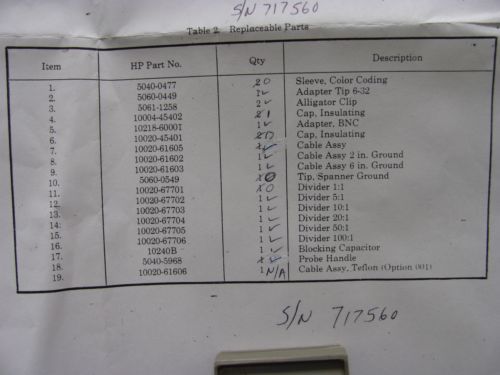 S/N 717560
Table 2. Replaceable Parts
Item HP Part No. Qty Description
1. 5040-0477 2 0 Sleeve, Color Coding
2. 5060-0449 Adapter Tip 6-32
3. 5061-1258 2 ✓ Alligator Clip
4. 10004-45402 1 Cap, Insulating
5. 10218-60001 1 ✓ Adapter, BNC
6. 10020-45401 Cap, Insulating
7. 10020-61605 ✓ Cable Assy
8. 10020-61602 1 ✓ Cable Assy 2 in. Ground
9. 10020-61603 1 ✓ Cable Assy 6 in. Ground
10. 5060-0549 0 Tip, Spanner Ground
11. 10020-67701 0 Divider 1:1
12. 10020-67702 1 ✓ Divider 5:1
13. 10020-67703 1 ✓ Divider 10:1
14: 10020-67704 1 ✓ Divider 20:1
15. 10020-67705 1 ✓ Divider 50:1
16. 10020-67706 1 ✓ Divider 100:1
17. 10240B 1 ✓ Blocking Capacitor
18. 5040-5968 ✓ Probe Handle
19. 10020-61606 1 N/A Cable Assy, Teflon (Option 001)
S/N 717560